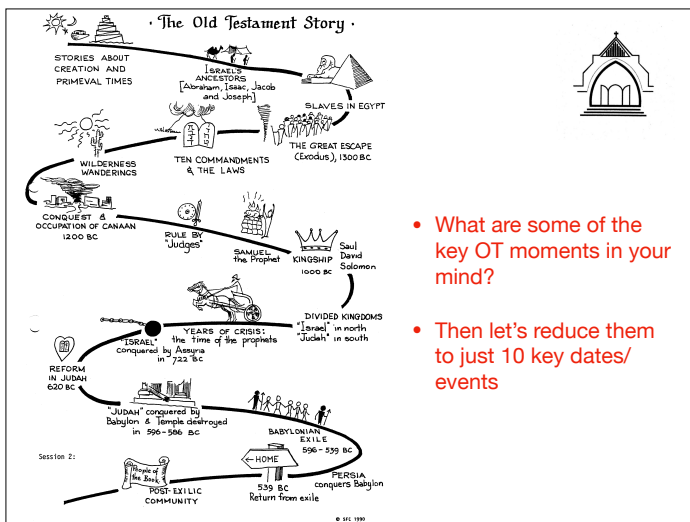 · The Old Testament Story ·
STORIES ABOUT
CREATION AND
PRIMEVAL TIMES
ISRAEL'S
ANCESTORS
[Abraham, Isaac, Jacob
and Joseph]
SLAVES IN EGYPT
THE GREAT ESCAPE
(Exodus), 1300 BC
TEN COMMANDMENTS
& THE LAWS
WILDERNESS
WANDERINGS
CONQUEST &
OCCUPATION OF CANAAN
1200 BC
RULE BY
"Judges"
SAMUEL
the Prophet
KINGSHIP
1000 BC
Saul
David
Solomon
DIVIDED KINGDOMS
"Israel" in north
"Judah" in south
YEARS OF CRISIS:
the time of the prophets
"ISRAEL"
conquered by Assyria
in 722 BC
REFORM
IN JUDAH
620 BC
"JUDAH" conquered by
Babylon & Temple destroyed
in 596-586 BC
BABYLONIAN
EXILE
596-539 BC
PERSIA
conquers Babylon
←HOME
539 BC
Return from exile
People of
the Book
POST-EXILIC
COMMUNITY
Session 2:
© SFC 1990
• What are some of the
key OT moments in your
mind?
• Then let's reduce them
to just 10 key dates/
events